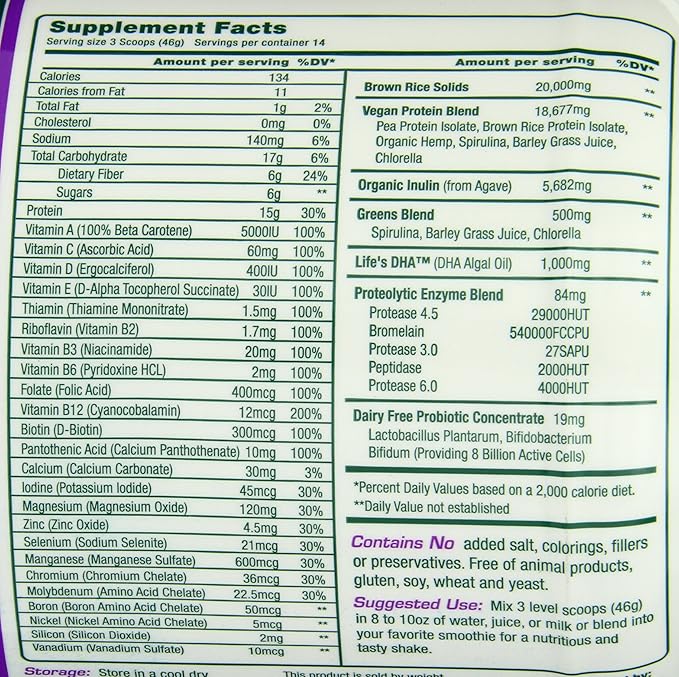 Supplement Facts
Serving size 3 Scoops (46g) Servings per container 14
Amount per serving %DV*
Calories 134
Calories from Fat 11
Total Fat 1g 2%
Cholesterol 0mg 0%
Sodium 140mg 6%
Total Carbohydrate 17g 6%
Dietary Fiber 6g 24%
Sugars 6g **
Protein 15g 30%
Vitamin A (100% Beta Carotene) 5000IU 100%
Vitamin C (Ascorbic Acid) 60mg 100%
Vitamin D (Ergocalciferol) 400IU 100%
Vitamin E (D-Alpha Tocopherol Succinate) 30IU 100%
Thiamin (Thiamine Mononitrate) 1.5mg 100%
Riboflavin (Vitamin B2) 1.7mg 100%
Vitamin B3 (Niacinamide) 20mg 100%
Vitamin B6 (Pyridoxine HCL) 2mg 100%
Folate (Folic Acid) 400mcg 100%
Vitamin B12 (Cyanocobalamin) 12mcg 200%
Biotin (D-Biotin) 300mcg 100%
Pantothenic Acid (Calcium Panthothenate) 10mg 100%
Calcium (Calcium Carbonate) 30mg 3%
Iodine (Potassium Iodide) 45mcg 30%
Magnesium (Magnesium Oxide) 120mg 30%
Zinc (Zinc Oxide) 4.5mg 30%
Selenium (Sodium Selenite) 21mcg 30%
Manganese (Manganese Sulfate) 600mcg 30%
Chromium (Chromium Chelate) 36mcg 30%
Molybdenum (Amino Acid Chelate) 22.5mcg 30%
Boron (Boron Amino Acid Chelate) 50mcg **
Nickel (Nickel Amino Acid Chelate) 5mcg **
Silicon (Silicon Dioxide) 2mg **
Vanadium (Vanadium Sulfate) 10mcg **
Amount per serving %DV*
Brown Rice Solids 20,000mg **
Vegan Protein Blend 18,677mg **
Pea Protein Isolate, Brown Rice Protein Isolate,
Organic Hemp, Spirulina, Barley Grass Juice,
Chlorella
Organic Inulin (from Agave) 5,682mg **
Greens Blend 500mg **
Spirulina, Barley Grass Juice, Chlorella
Life's DHA™ (DHA Algal Oil) 1,000mg **
Proteolytic Enzyme Blend 84mg **
Protease 4.5 29000HUT
Bromelain 540000FCCPU
Protease 3.0 27SAPU
Peptidase 2000HUT
Protease 6.0 4000HUT
Dairy Free Probiotic Concentrate 19mg
Lactobacillus Plantarum, Bifidobacterium
Bifidum (Providing 8 Billion Active Cells)
*Percent Daily Values based on a 2,000 calorie diet.
**Daily Value not established
Contains No added salt, colorings, fillers
or preservatives. Free of animal products,
gluten, soy, wheat and yeast.
Suggested Use: Mix 3 level scoops (46g)
in 8 to 10oz of water, juice, or milk or blend into
your favorite smoothie for a nutritious and
tasty shake.
Storage: Store in a cool dry
This product is sold by weight
by: